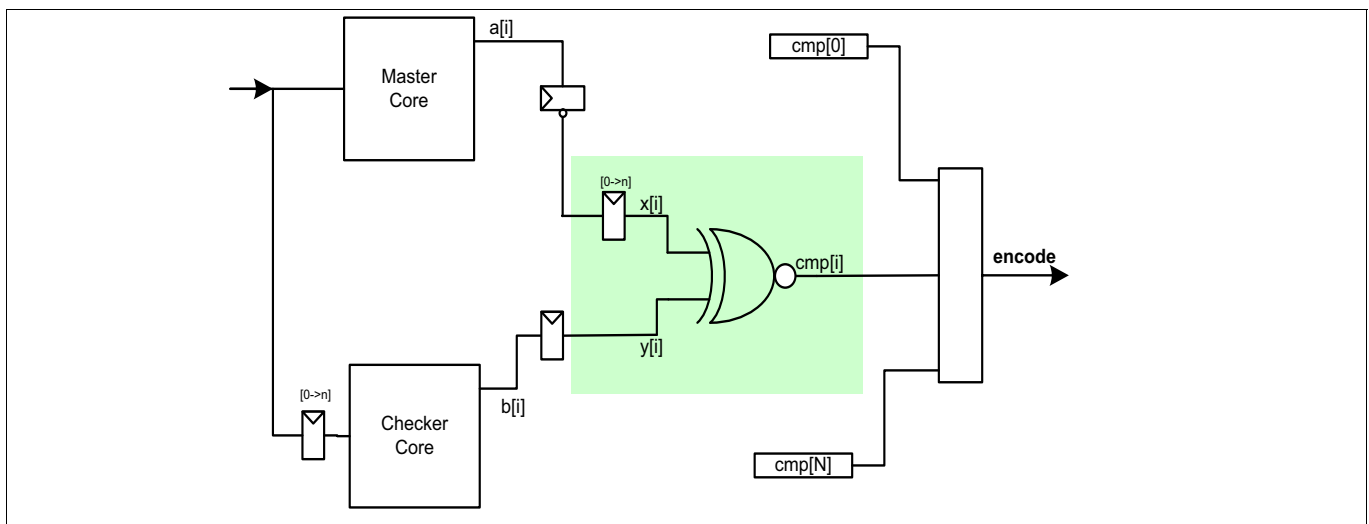 a[i]
cmp[0]
Master
Core
[0->n]
x[i]
encode
cmp[i]
y[i]
[0->n]
b[i]
Checker
Core
cmp[N]